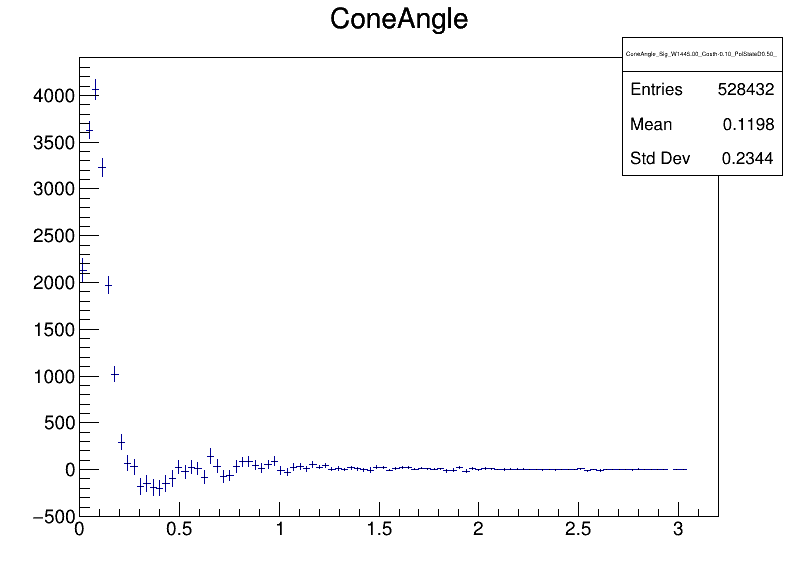 ConeAngle
ConeAngle_Sig_W1445.00_Costh-0.10_PolStateD0.50_
Entries 528432
Mean 0.1198
Std Dev 0.2344
4000
3500
3000
2500
2000
1500
1000
500
0
−500
0 0.5 1 1.5 2 2.5 3